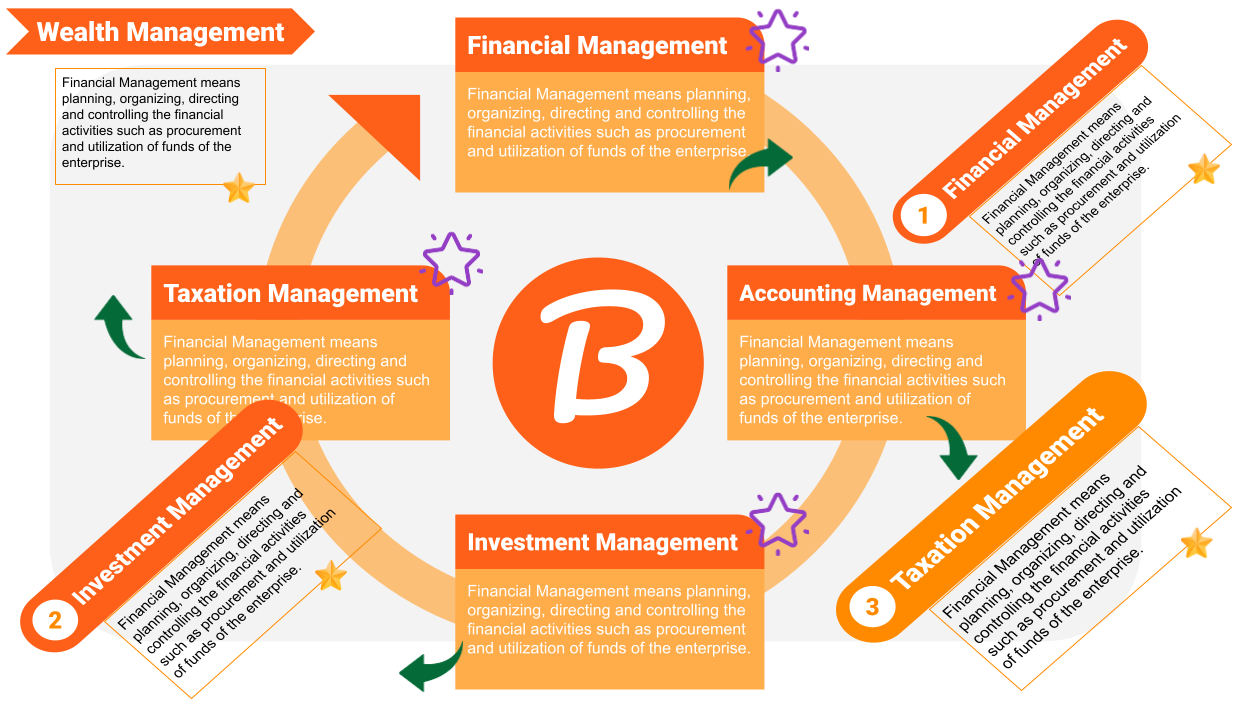 Wealth Management
Financial Management means
planning, organizing, directing
and controlling the financial
activities such as procurement
and utilization of funds of the
enterprise.
Financial Management
Financial Management means planning,
organizing, directing and controlling the
financial activities such as procurement
and utilization of funds of the enterprise.
1
Financial Management
Financial Management means
planning, organizing, directing and
controlling the financial activities
such as procurement and utilization
of funds of the enterprise.
Taxation Management
Financial Management means
planning, organizing, directing and
controlling the financial activities such
as procurement and utilization of
funds of
B
Accounting Management
Financial Management means
planning, organizing, directing and
controlling the financial activities such
as procurement and utilization of
funds of the enterprise.
2
Investment Management
Financial Management means
planning, organizing, directing and
controlling the financial activities
such as procurement and utilization
of funds of the enterprise.
Investment Management
Financial Management means planning,
organizing, directing and controlling the
financial activities such as procurement
and utilization of funds of the enterprise.
3
Taxation Management
Financial Management means
planning, organizing, directing and
controlling the financial activities
such as procurement and utilization
of funds of the enterprise.